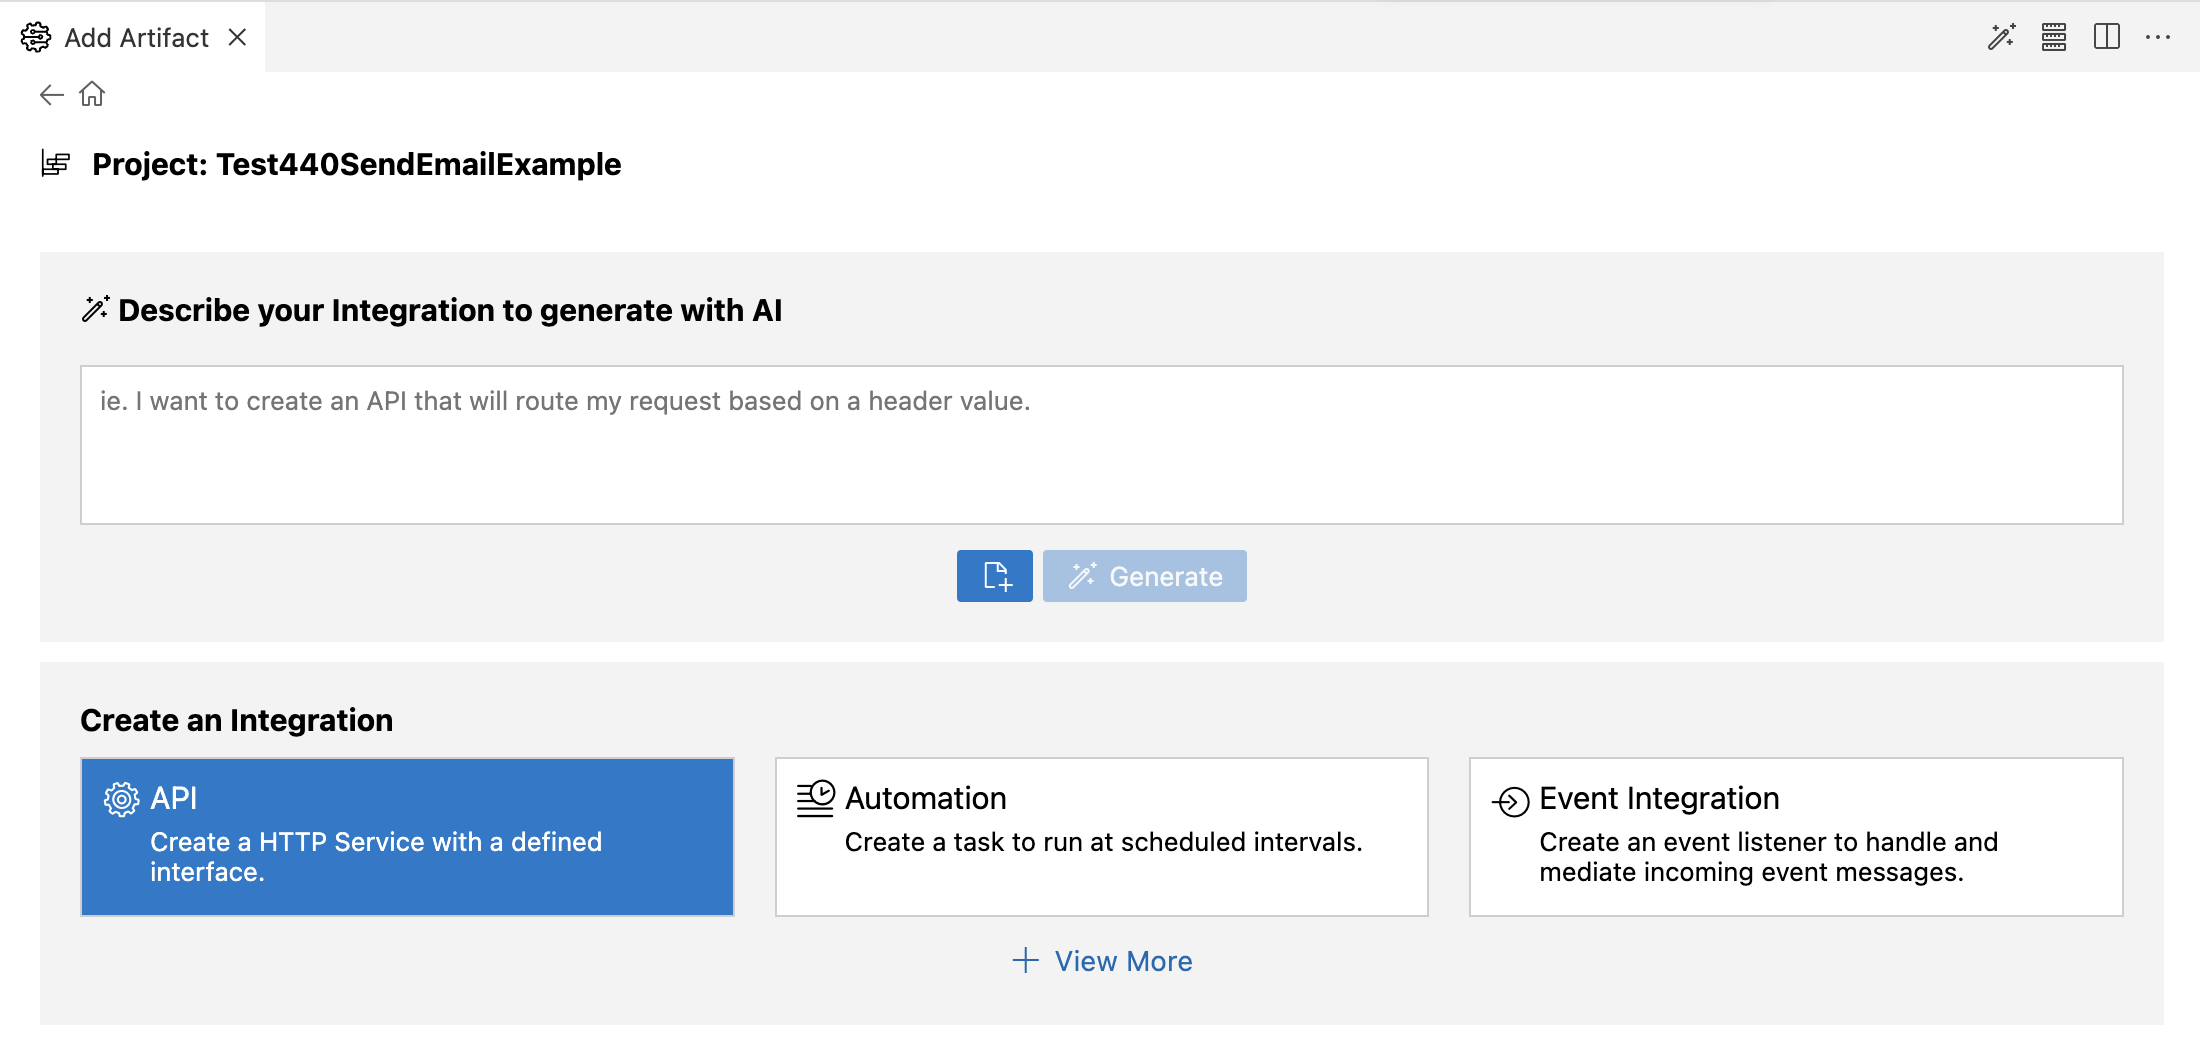 Add Artifact
Project: Test440SendEmailExample
Describe your Integration to generate with AI
ie. I want to create an API that will route my request based on a header value.
Generate
Create an Integration
API
Create a HTTP Service with a defined
interface.
Automation
Create a task to run at scheduled intervals.
Event Integration
Create an event listener to handle and
mediate incoming event messages.
View More